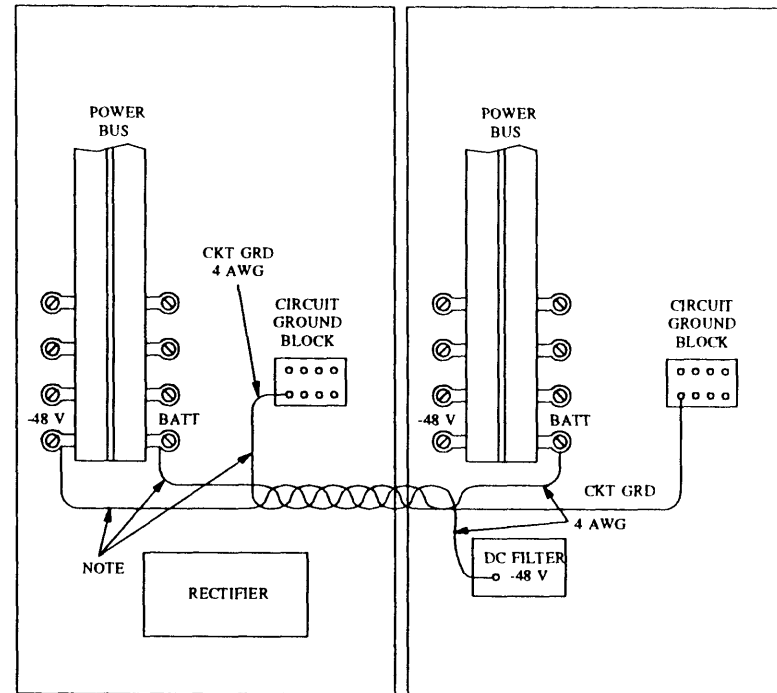 POWER
BUS
POWER
BUS
CKT GRD
4 AWG
CIRCUIT
GROUND
BLOCK
CIRCUIT
GROUND
BLOCK
-48 V
BATT
-48 V
BATT
CKT GRD
4 AWG
NOTE
DC FILTER
-48 V
RECTIFIER